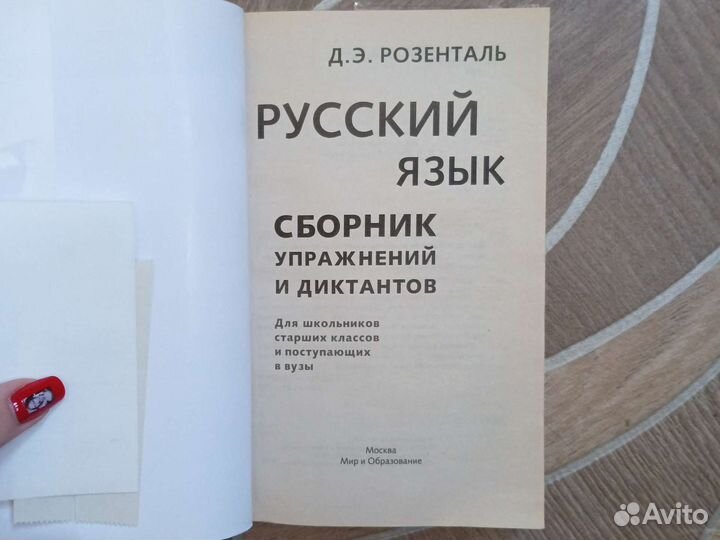 Д.Э. РОЗЕНТАЛЬ
РУССКИЙ
ЯЗЫК
СБОРНИК
УПРАЖНЕНИЙ
И ДИКТАНТОВ
Для школьников
старших классов
и поступающих
в вузы
Москва
Мир и Образование
Avito